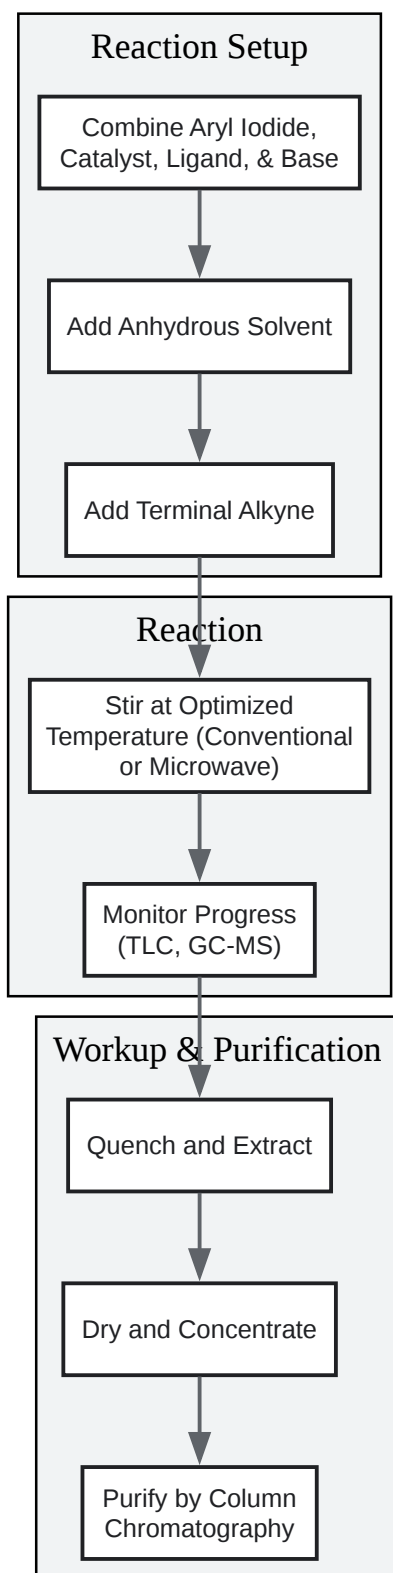 Reaction Setup
Combine Aryl Iodide,
Catalyst, Ligand, & Base
Add Anhydrous Solvent
Add Terminal Alkyne
Reaction
Stir at Optimized
Temperature (Conventional
or Microwave)
Monitor Progress
(TLC, GC-MS)
Workup & Purification
Quench and Extract
Dry and Concentrate
Purify by Column
Chromatography